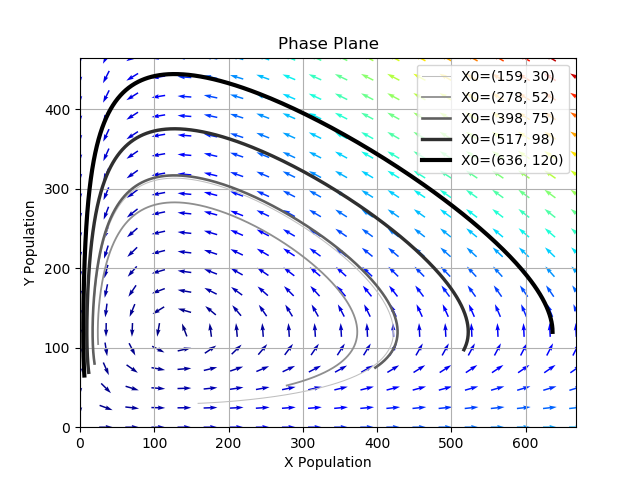 Phase Plane
X0=(159, 30)
X0=(278, 52)
X0=(398, 75)
X0=(517, 98)
X0=(636, 120)
Y Population
400
300
200
100
0
0 100 200 300 400 500 600
X Population